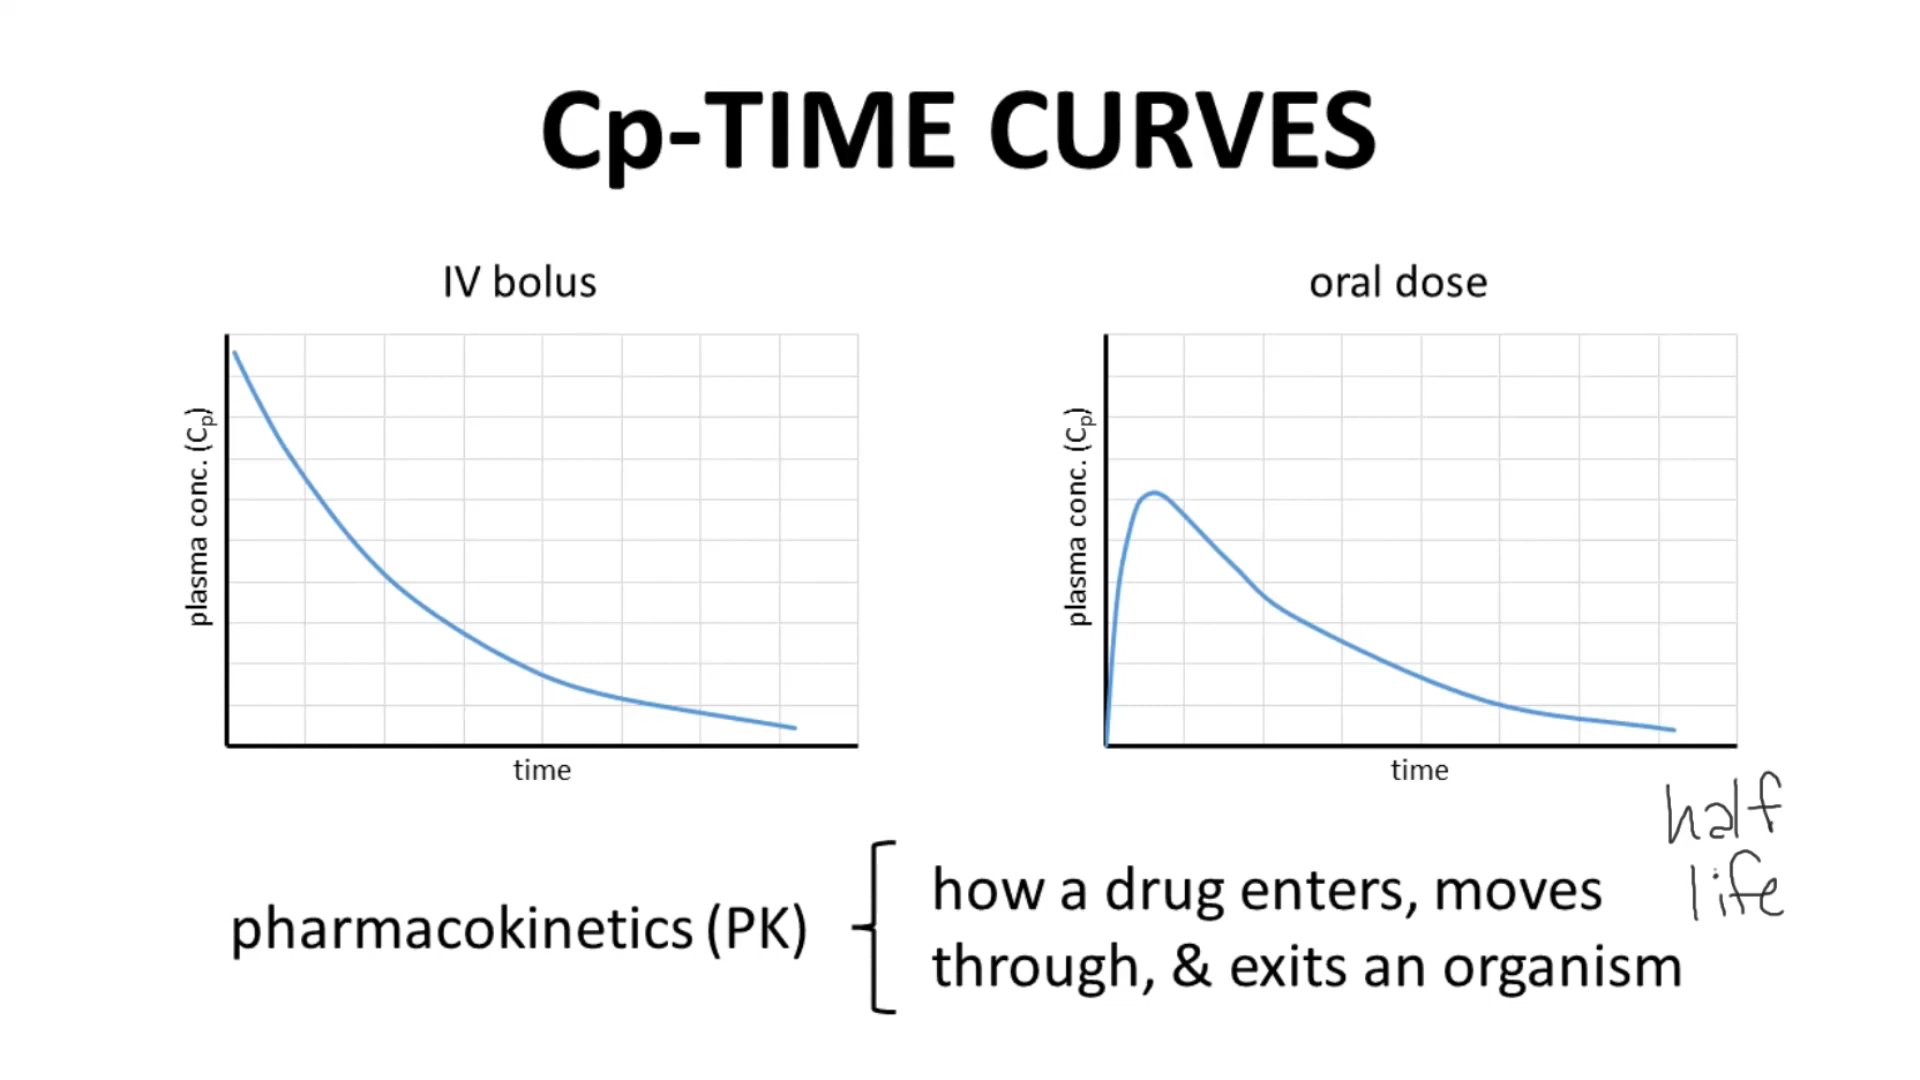 Cp-TIME CURVES
IV bolus
plasma conc. (Cp)
time
oral dose
plasma conc. (Cp)
time
half
life
pharmacokinetics (PK)
how a drug enters, moves
through, & exits an organism